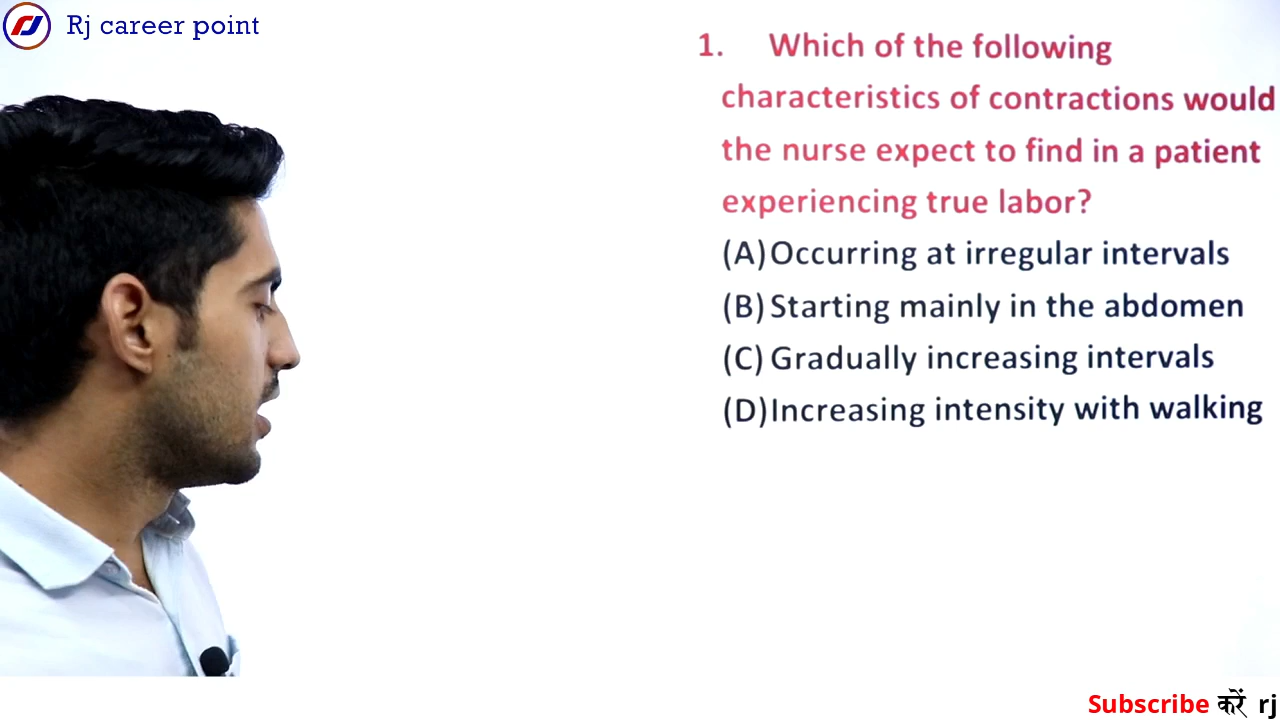 Rj career point
1. Which of the following
characteristics of contractions would
the nurse expect to find in a patient
experiencing true labor?
(A) Occurring at irregular intervals
(B) Starting mainly in the abdomen
(C) Gradually increasing intervals
(D) Increasing intensity with walking
Subscribe करें rj